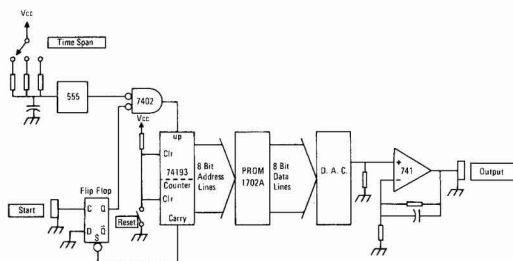 Vcc
Time Span
555
7402
Vcc
up
Clr
74193
Counter
Clr
Carry
8 Bit
Address
Lines
PROM
1702A
8 Bit
Data
Lines
D. A. C.
+
741
-
Output
Flip Flop
Start
C Q
D Q̅
S
Reset